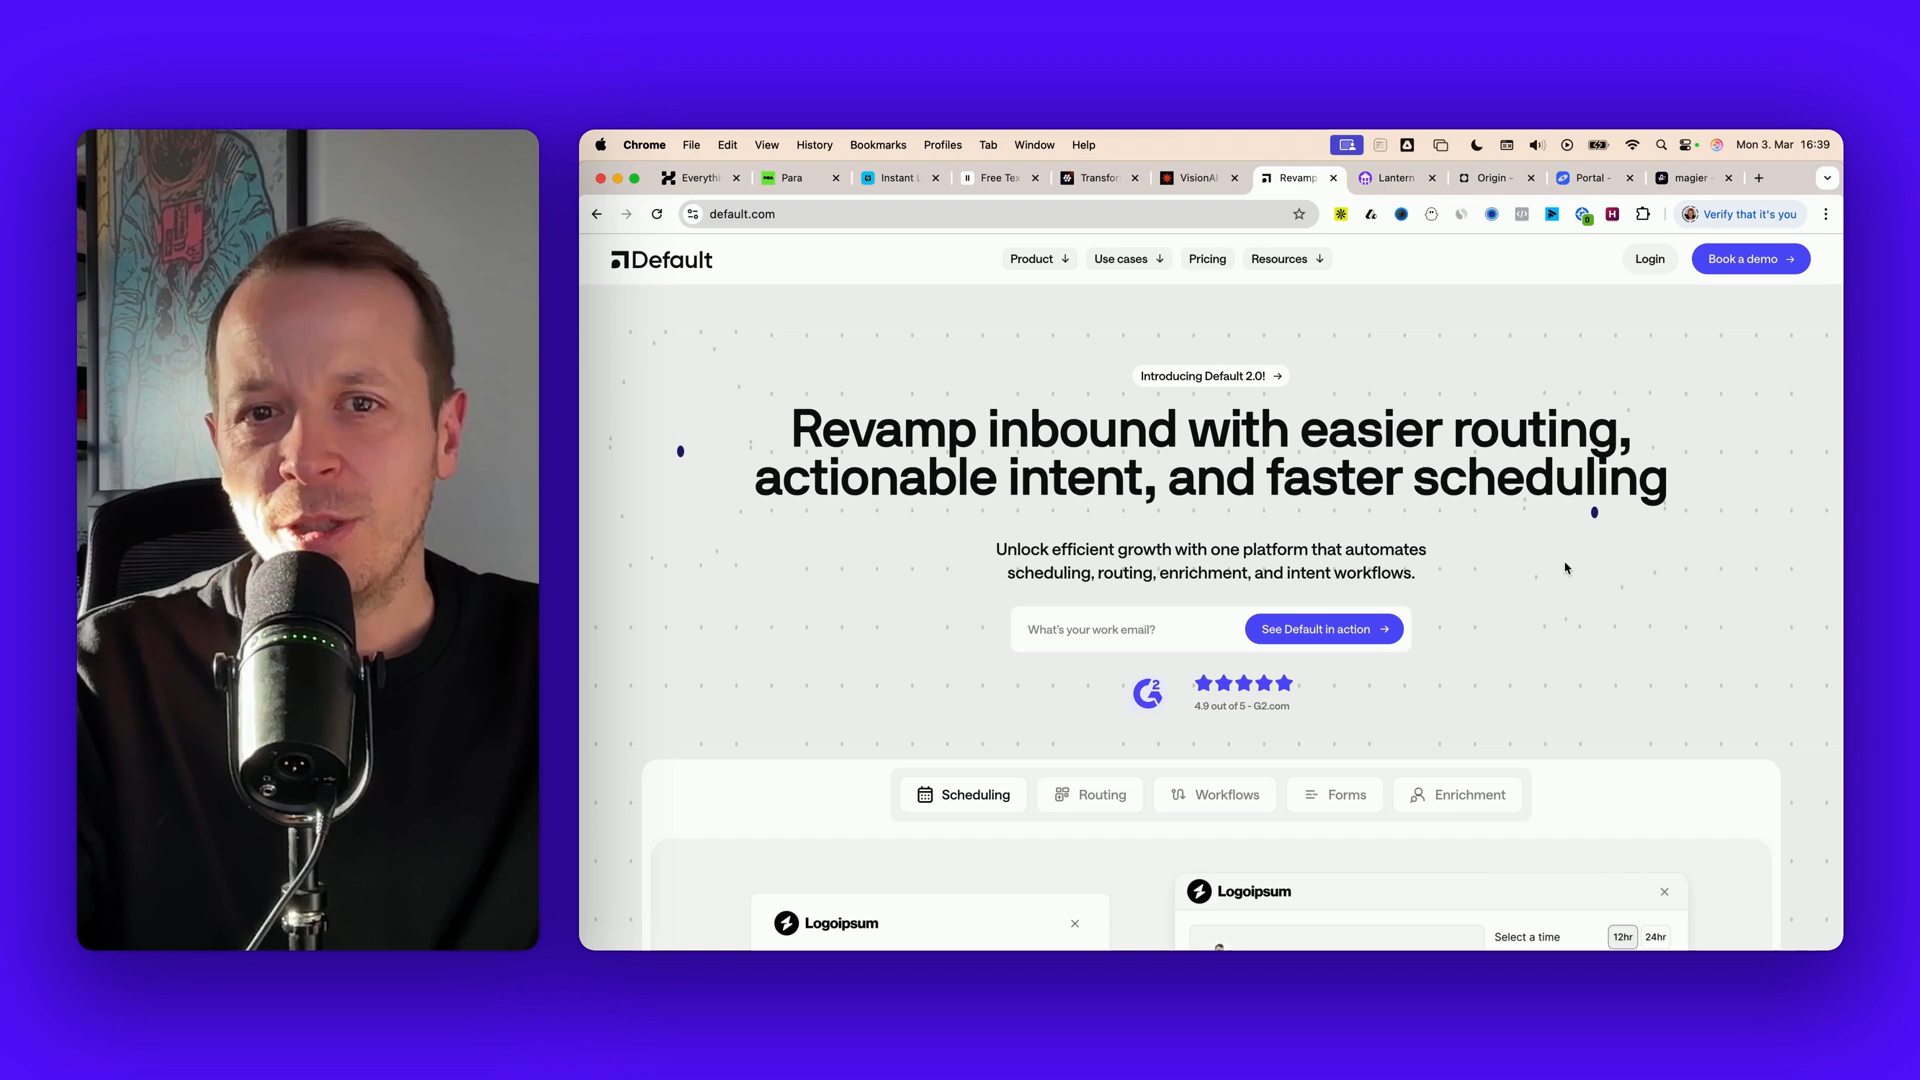 Chrome File Edit View History Bookmarks Profiles Tab Window Help Mon 3. Mar 16:39
Everythi Para Instant L Free Tex Transfor VisionAI Revamp Lantern Origin - Portal - magier -
default.com 0 H Verify that it's you
Default Product Use cases Pricing Resources Login Book a demo
Introducing Default 2.0!
Revamp inbound with easier routing,
actionable intent, and faster scheduling
Unlock efficient growth with one platform that automates
scheduling, routing, enrichment, and intent workflows.
What's your work email? See Default in action
G2
4.9 out of 5 - G2.com
Scheduling Routing Workflows Forms Enrichment
Logoipsum
Logoipsum
Select a time 12hr 24hr